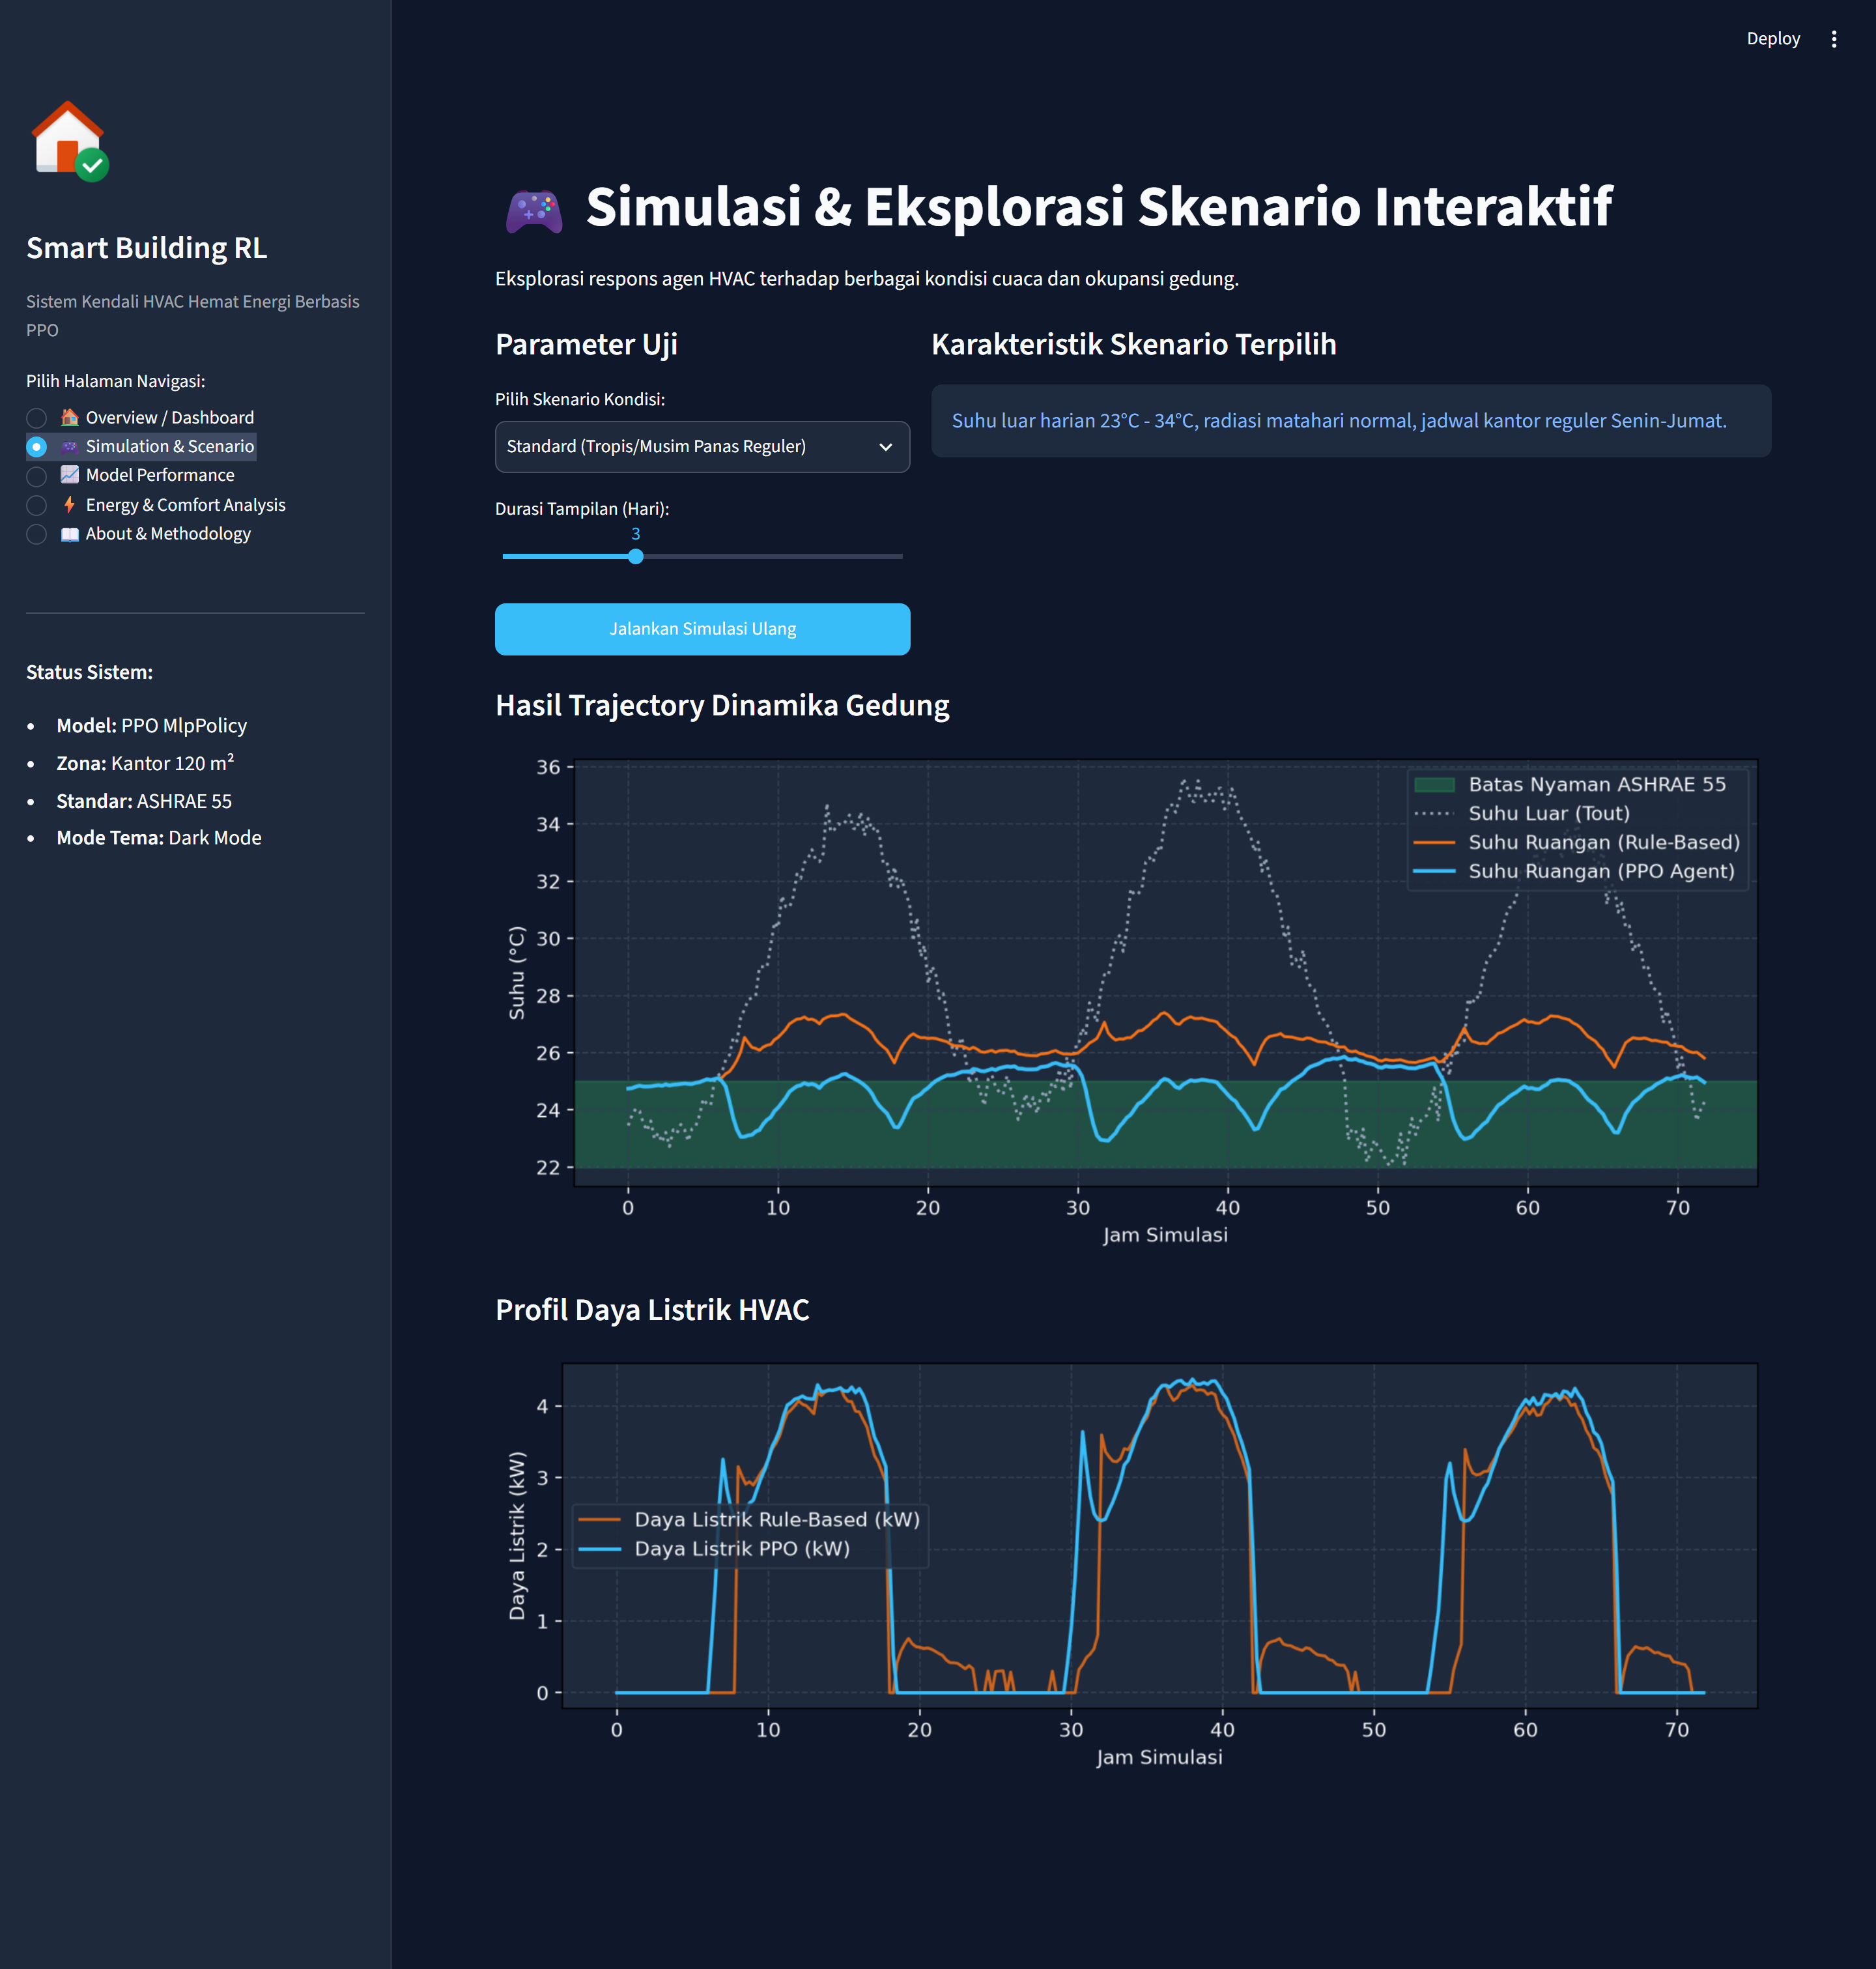 Deploy
Smart Building RL
Sistem Kendali HVAC Hemat Energi Berbasis
PPO
Pilih Halaman Navigasi:
Overview / Dashboard
Simulation & Scenario
Model Performance
Energy & Comfort Analysis
About & Methodology
Status Sistem:
Model: PPO MlpPolicy
Zona: Kantor 120 m²
Standar: ASHRAE 55
Mode Tema: Dark Mode
Simulasi & Eksplorasi Skenario Interaktif
Eksplorasi respons agen HVAC terhadap berbagai kondisi cuaca dan okupansi gedung.
Parameter Uji
Pilih Skenario Kondisi:
Standard (Tropis/Musim Panas Reguler)
Durasi Tampilan (Hari):
3
Jalankan Simulasi Ulang
Karakteristik Skenario Terpilih
Suhu luar harian 23°C - 34°C, radiasi matahari normal, jadwal kantor reguler Senin-Jumat.
Hasil Trajectory Dinamika Gedung
Suhu (°C)
36
34
32
30
28
26
24
22
Batas Nyaman ASHRAE 55
Suhu Luar (Tout)
Suhu Ruangan (Rule-Based)
Suhu Ruangan (PPO Agent)
0 10 20 30 40 50 60 70
Jam Simulasi
Profil Daya Listrik HVAC
Daya Listrik (kW)
4
3
2
1
0
Daya Listrik Rule-Based (kW)
Daya Listrik PPO (kW)
0 10 20 30 40 50 60 70
Jam Simulasi